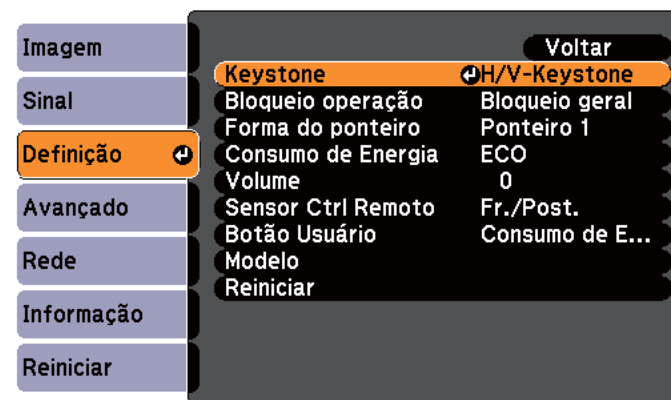 Imagem
Sinal
Definição
Avançado
Rede
Informação
Reiniciar
Voltar
Keystone H/V-Keystone
Bloqueio operação Bloqueio geral
Forma do ponteiro Ponteiro 1
Consumo de Energia ECO
Volume 0
Sensor Ctrl Remoto Fr./Post.
Botão Usuário Consumo de E...
Modelo
Reiniciar